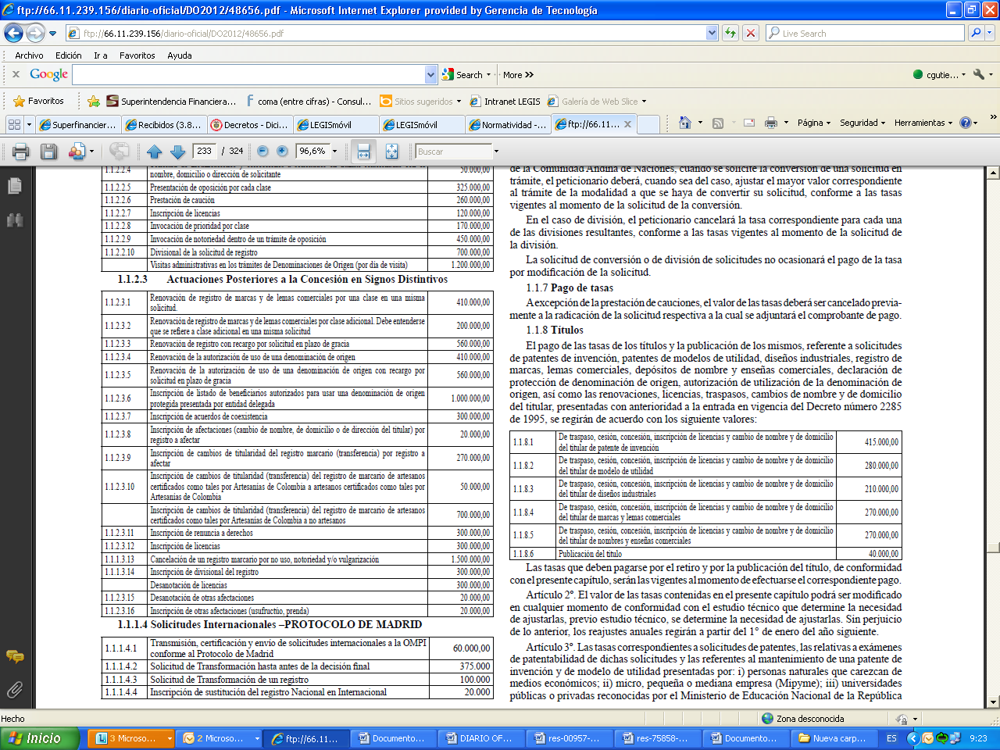 ftp://66.11.239.156/diario-oficial/DO2012/48656.pdf - Microsoft Internet Explorer provided by Gerencia de Tecnología
ftp://66.11.239.156/diario-oficial/DO2012/48656.pdf
Live Search
Archivo Edición Ir a Favoritos Ayuda
x Google Search More >> cgutie...
Favoritos Superintendencia Financiera... coma (entre cifras) - Consul... Sitios sugeridos Intranet LEGIS Galería de Web Slice
Superfinancier... Recibidos (3.8... Decretos - Dici... LEGISmóvil LEGISmóvil Normatividad -... ftp://66.11... Página Seguridad Herramientas
233 / 324 96,6% Buscar
1.1.2.2.4 nombre, domicilio o dirección de solicitante 50.000,00
1.1.2.2.5 Presentación de oposición por cada clase 325.000,00
1.1.2.2.6 Prestación de caución 260.000,00
1.1.2.2.7 Inscripción de licencias 120.000,00
1.1.2.2.8 Invocación de prioridad por clase 170.000,00
1.1.2.2.9 Invocación de notoriedad dentro de un trámite de oposición 450.000,00
1.1.2.2.10 Divisional de la solicitud de registro 700.000,00
Visitas administrativas en los trámites de Denominaciones de Origen (por día de visita) 1.200.000,00
1.1.2.3 Actuaciones Posteriores a la Concesión en Signos Distintivos
1.1.2.3.1 Renovación de registro de marcas y de lemas comerciales por una clase en una misma
solicitud. 410.000,00
1.1.2.3.2 Renovación de registro de marcas y de lemas comerciales por clase adicional. Debe entenderse
que se refiere a clase adicional en una misma solicitud 200.000,00
1.1.2.3.3 Renovación de registro con recargo por solicitud en plazo de gracia 560.000,00
1.1.2.3.4 Renovación de la autorización de uso de una denominación de origen 410.000,00
1.1.2.3.5 Renovación de la autorización de uso de una denominación de origen con recargo por
solicitud en plazo de gracia 560.000,00
1.1.2.3.6 Inscripción de listado de beneficiarios autorizados para usar una denominación de origen
protegida presentada por entidad delegada 1.000.000,00
1.1.2.3.7 Inscripción de acuerdos de coexistencia 300.000,00
1.1.2.3.8 Inscripción de afectaciones (cambio de nombre, de domicilio o de dirección del titular) por
registro a afectar 20.000,00
1.1.2.3.9 Inscripción de cambios de titularidad del registro marcario (transferencia) por registro a
afectar 270.000,00
1.1.2.3.10 Inscripción de cambios de titularidad (transferencia) del registro de marcario de artesanos
certificados como tales por Artesanías de Colombia a artesanos certificados como tales por
Artesanías de Colombia 50.000,00
Inscripción de cambios de titularidad (transferencia) del registro de marcario de artesanos
certificados como tales por Artesanías de Colombia a no artesanos 700.000,00
1.1.2.3.11 Inscripción de renuncia a derechos 300.000,00
1.1.2.3.12 Inscripción de licencias 300.000,00
1.1.1.3.13 Cancelación de un registro marcario por no uso, notoriedad y/o vulgarización 1.500.000,00
1.1.1.3.14 Inscripción de divisional del registro 300.000,00
Desanotación de licencias 300.000,00
1.1.2.3.15 Desanotación de otras afectaciones 20.000,00
1.1.2.3.16 Inscripción de otras afectaciones (usufructúo, prenda) 20.000,00
1.1.1.4 Solicitudes Internacionales –PROTOCOLO DE MADRID
1.1.1.4.1 Transmisión, certificación y envío de solicitudes internacionales a la OMPI
conforme al Protocolo de Madrid 60.000,00
1.1.1.4.2 Solicitud de Transformación hasta antes de la decisión final 375.000
1.1.1.4.3 Solicitud de Transformación de un registro 100.000
1.1.1.4.4 Inscripción de sustitución del registro Nacional en Internacional 20.000
de la Comunidad Andina de Naciones, cuando se solicite la conversión de una solicitud en
trámite, el peticionario deberá, cuando sea del caso, ajustar el mayor valor correspondiente
al trámite de la modalidad a que se haya de convertir su solicitud, conforme a las tasas
vigentes al momento de la solicitud de la conversión.
En el caso de división, el peticionario cancelará la tasa correspondiente para cada una
de las divisiones resultantes, conforme a las tasas vigentes al momento de la solicitud de
la división.
La solicitud de conversión o de división de solicitudes no ocasionará el pago de la tasa
por modificación de la solicitud.
1.1.7 Pago de tasas
A excepción de la prestación de cauciones, el valor de las tasas deberá ser cancelado previa-
mente a la radicación de la solicitud respectiva a la cual se adjuntará el comprobante de pago.
1.1.8 Títulos
El pago de las tasas de los títulos y la publicación de los mismos, referente a solicitudes
de patentes de invención, patentes de modelos de utilidad, diseños industriales, registro de
marcas, lemas comerciales, depósitos de nombre y enseñas comerciales, declaración de
protección de denominación de origen, autorización de utilización de la denominación de
origen, así como las renovaciones, licencias, traspasos, cambios de nombre y de domicilio
del titular, presentadas con anterioridad a la entrada en vigencia del Decreto número 2285
de 1995, se regirán de acuerdo con los siguiente valores:
1.1.8.1 De traspaso, cesión, concesión, inscripción de licencias y cambio de nombre y de domicilio
del titular de patente de invención 415.000,00
1.1.8.2 De traspaso, cesión, concesión, inscripción de licencias y cambio de nombre y de domicilio
del titular de modelo de utilidad 280.000,00
1.1.8.3 De traspaso, cesión, concesión, inscripción de licencias y cambio de nombre y de domicilio
del titular de diseños industriales 210.000,00
1.1.8.4 De traspaso, cesión, concesión, inscripción de licencias y cambio de nombre y de domicilio
del titular de marcas y lemas comerciales 270.000,00
1.1.8.5 De traspaso, cesión, concesión, inscripción de licencias y cambio de nombre y de domicilio
del titular de nombres y enseñas comerciales 270.000,00
1.1.8.6 Publicación del título 40.000,00
Las tasas que deben pagarse por el retiro y por la publicación del título, de conformidad
con el presente capítulo, serán las vigentes al momento de efectuarse el correspondiente pago.
Artículo 2°. El valor de las tasas contenidas en el presente capítulo podrá ser modificado
en cualquier momento de conformidad con el estudio técnico que determine la necesidad
de ajustarlas, previo estudio técnico, se determine la necesidad de ajustarlas. Sin perjuicio
de lo anterior, los reajustes anuales regirán a partir del 1° de enero del año siguiente.
Artículo 3°. Las tasas correspondientes a solicitudes de patentes, las relativas a exámenes
de patentabilidad de dichas solicitudes y las referentes al mantenimiento de una patente de
invención y de modelo de utilidad presentadas por: i) personas naturales que carezcan de
medios económicos; ii) micro, pequeña o mediana empresa (Mipyme); iii) universidades
públicas o privadas reconocidas por el Ministerio de Educación Nacional de la República
Hecho Zona desconocida
Inicio 3 Microso... 2 Microso... ftp://66.11... Documento... DIARIO OF... res-00957-... res-75858-... Documento... Nueva carp... ES 9:23